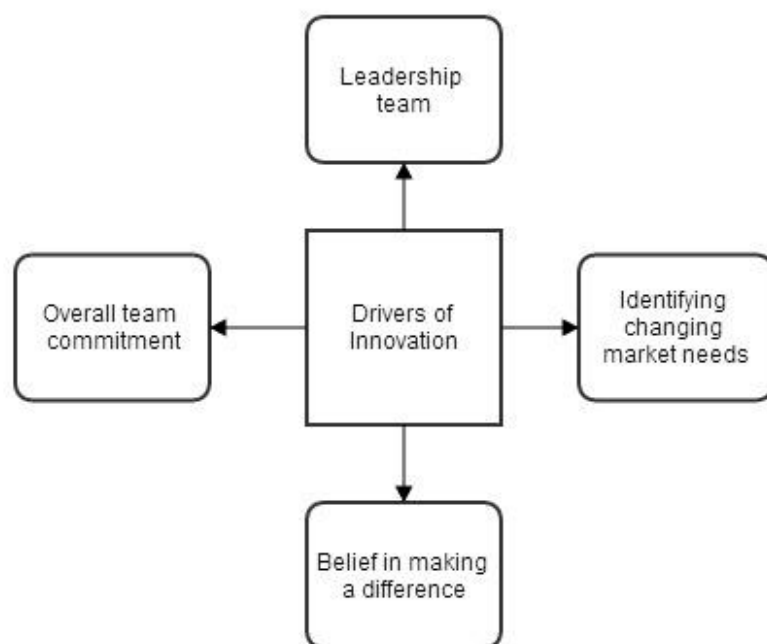 Leadership
team
Overall team
commitment
Drivers of
Innovation
Identifying
changing
market needs
Belief in making
a difference